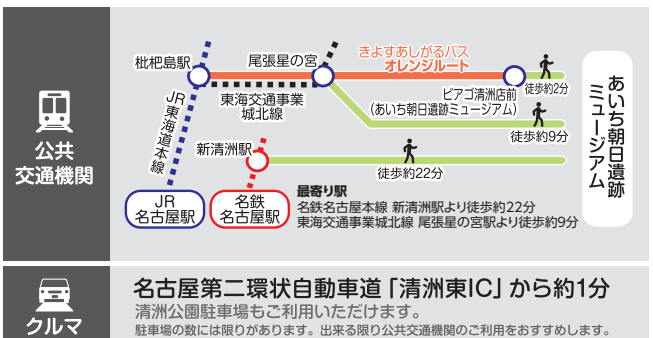 公共
交通機関
枇杷島駅
尾張星の宮
きよすあしがるバス
オレンジルート
徒歩約2分
東海交通事業
城北線
ピアゴ清洲店前
(あいち朝日遺跡ミュージアム)
JR東海道本線
徒歩約9分
新清洲駅
徒歩約22分
あいち朝日遺跡
ミュージアム
JR
名古屋駅
名鉄
名古屋駅
最寄り駅
名鉄名古屋本線 新清洲駅より徒歩約22分
東海交通事業城北線 尾張星の宮駅より徒歩約9分
クルマ
名古屋第二環状自動車道「清洲東IC」から約1分
清洲公園駐車場もご利用いただけます。
駐車場の数には限りがあります。出来る限り公共交通機関のご利用をおすすめします。